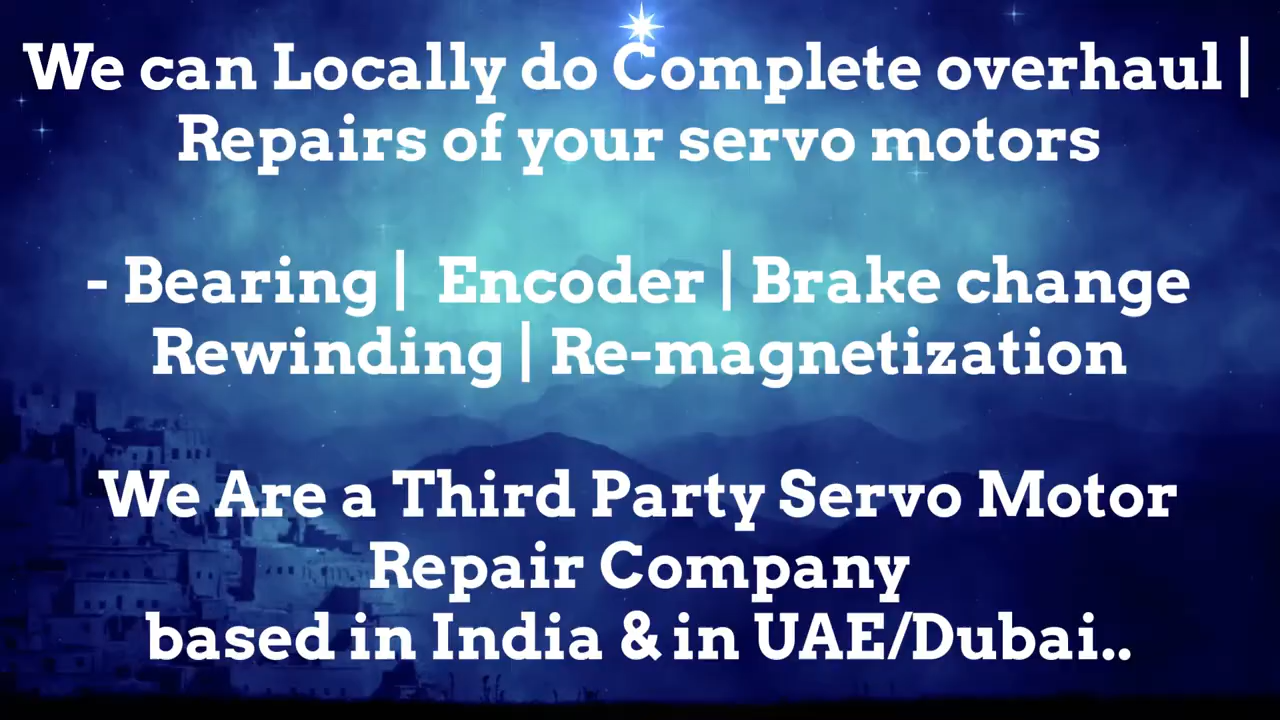 We can Locally do Complete overhaul |
Repairs of your servo motors
- Bearing | Encoder | Brake change
Rewinding | Re-magnetization
We Are a Third Party Servo Motor
Repair Company
based in India & in UAE/Dubai..